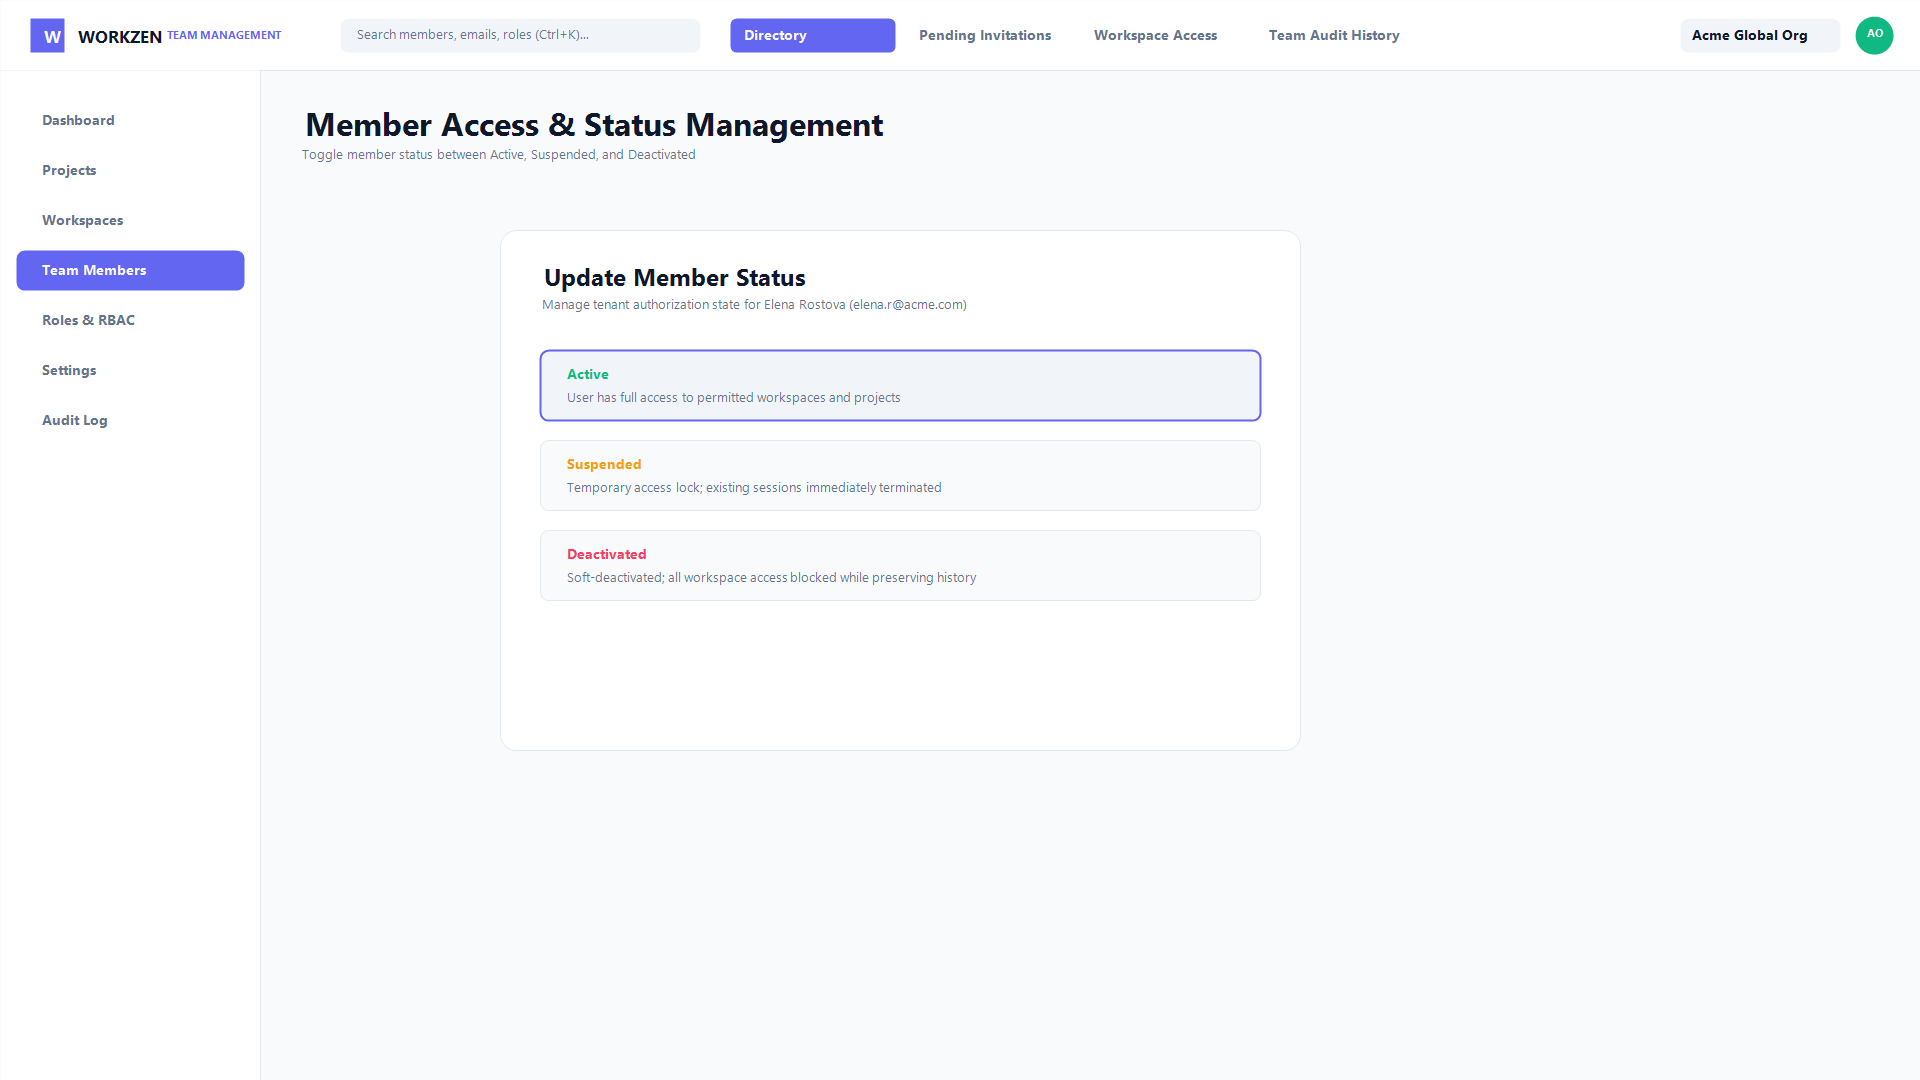 W WORKZEN TEAM MANAGEMENT
Search members, emails, roles (Ctrl+K)...
Directory
Pending Invitations
Workspace Access
Team Audit History
Acme Global Org
AO
Dashboard
Projects
Workspaces
Team Members
Roles & RBAC
Settings
Audit Log
Member Access & Status Management
Toggle member status between Active, Suspended, and Deactivated
Update Member Status
Manage tenant authorization state for Elena Rostova (elena.r@acme.com)
Active
User has full access to permitted workspaces and projects
Suspended
Temporary access lock; existing sessions immediately terminated
Deactivated
Soft-deactivated; all workspace access blocked while preserving history